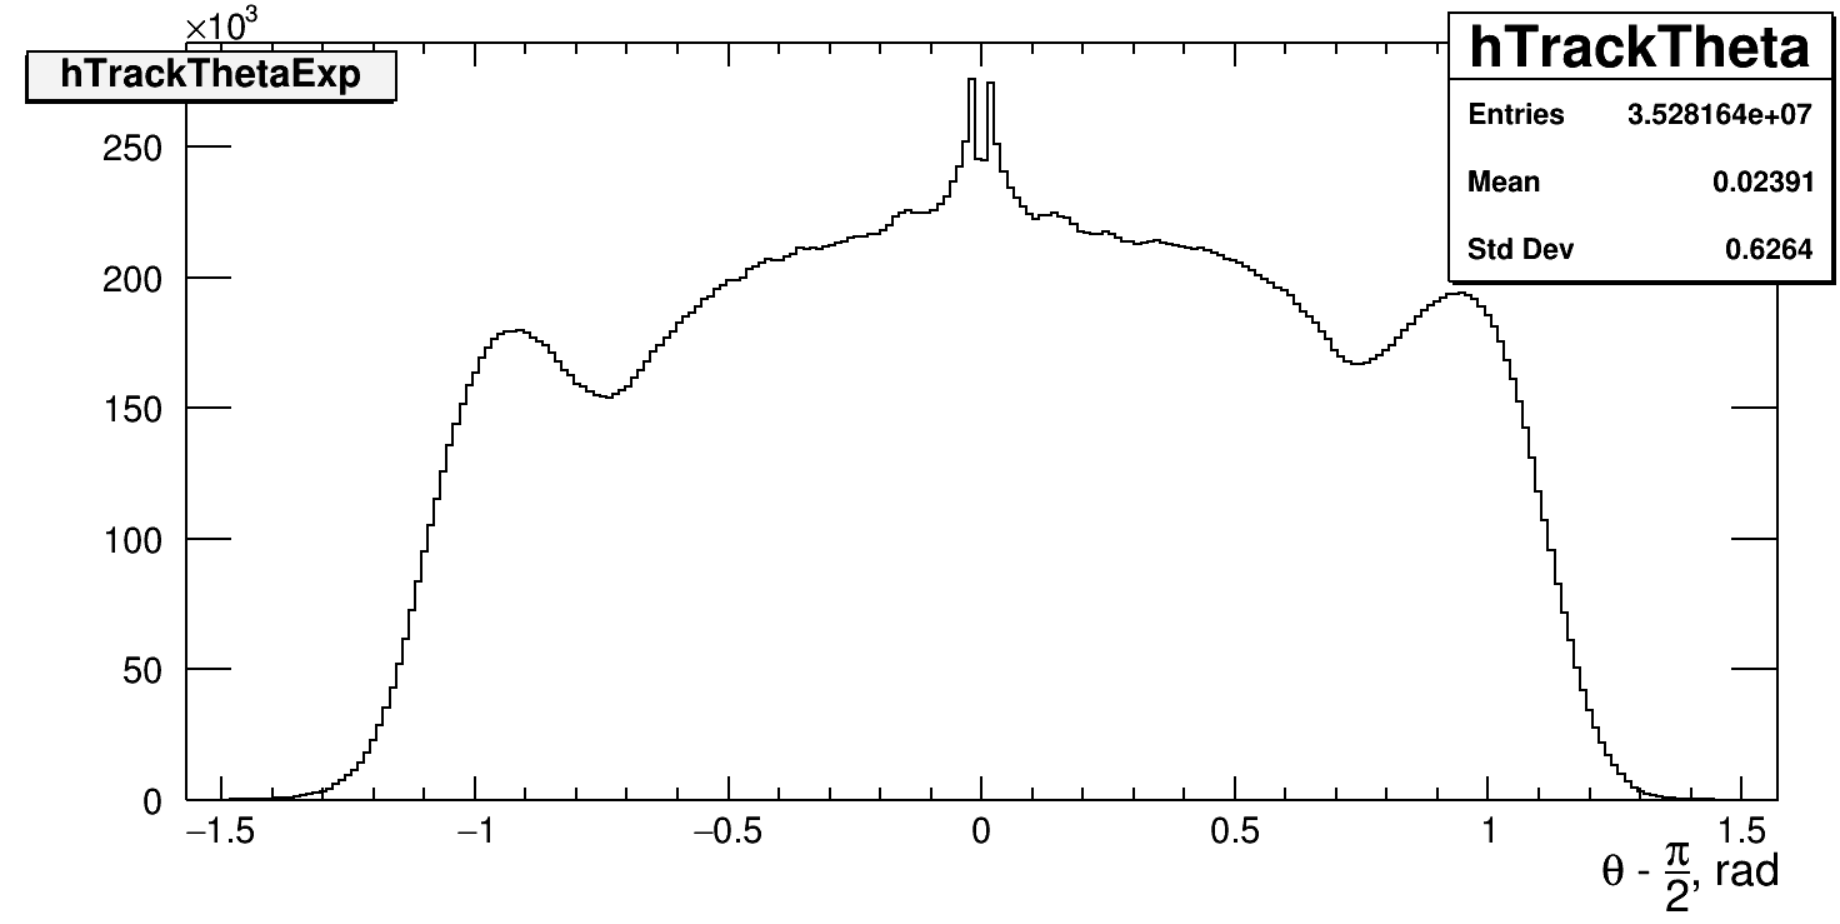 ×10³
hTrackThetaExp
hTrackTheta
Entries 3.528164e+07
Mean 0.02391
Std Dev 0.6264
250
200
150
100
50
0
−1.5 −1 −0.5 0 0.5 1 1.5
θ - π/2, rad